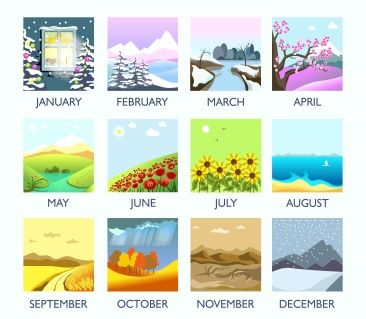 JANUARY FEBRUARY MARCH APRIL
MAY JUNE JULY AUGUST
SEPTEMBER OCTOBER NOVEMBER DECEMBER